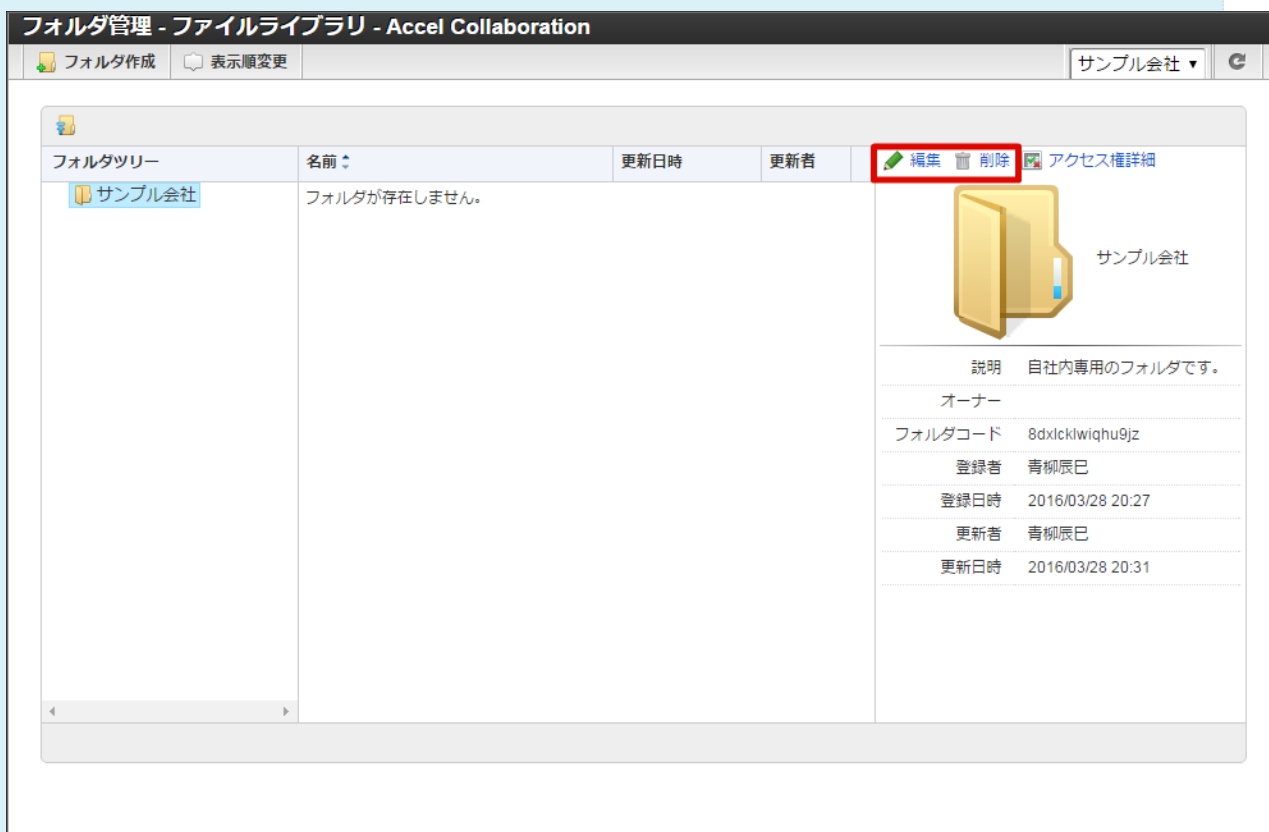 フォルダ管理 - ファイルライブラリ - Accel Collaboration
フォルダ作成 表示順変更 サンプル会社
フォルダツリー 名前 更新日時 更新者 編集 削除 アクセス権詳細
サンプル会社 フォルダが存在しません。
サンプル会社
説明 自社内専用のフォルダです。
オーナー
フォルダコード 8dxlcklwiqhu9jz
登録者 青柳辰巳
登録日時 2016/03/28 20:27
更新者 青柳辰巳
更新日時 2016/03/28 20:31